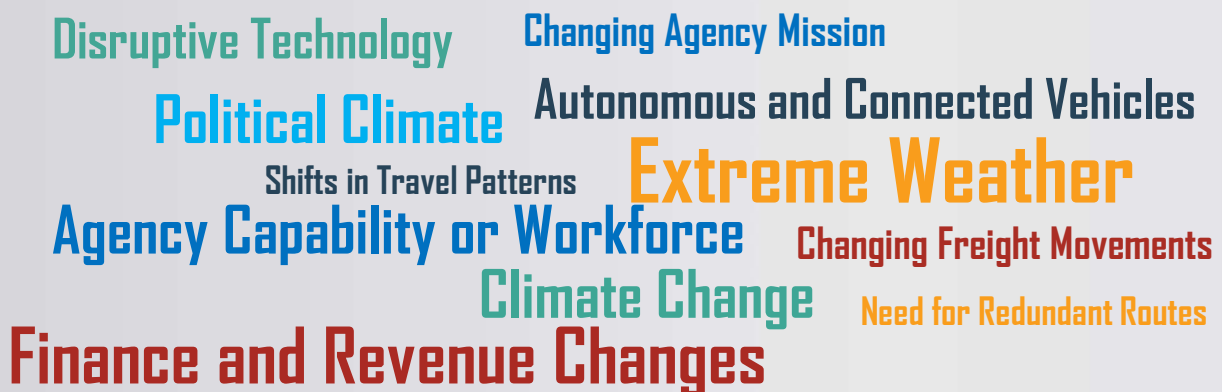 Disruptive Technology
Changing Agency Mission
Political Climate
Autonomous and Connected Vehicles
Shifts in Travel Patterns
Extreme Weather
Agency Capability or Workforce
Changing Freight Movements
Climate Change
Need for Redundant Routes
Finance and Revenue Changes